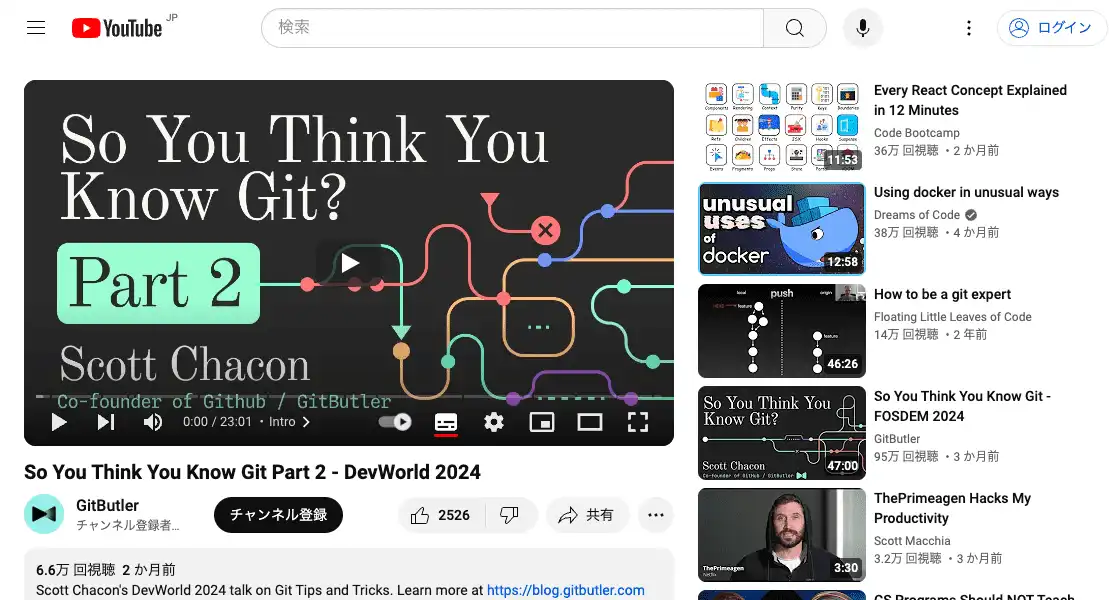 YouTube JP
検索
ログイン
So You Think You
Know Git?
Part 2
Scott Chacon
Co-founder of Github / GitButler
0:00 / 23:01 ・ Intro
So You Think You Know Git Part 2 - DevWorld 2024
GitButler
チャンネル登録者...
チャンネル登録
2526
共有
6.6万 回視聴 2 か月前
Scott Chacon's DevWorld 2024 talk on Git Tips and Tricks. Learn more at https://blog.gitbutler.com
11:53
Every React Concept Explained
in 12 Minutes
Code Bootcamp
36万 回視聴 ・2 か月前
unusual
uses
of
docker
12:58
Using docker in unusual ways
Dreams of Code
38万 回視聴 ・4 か月前
local push origin
HERE feature
feature
46:26
How to be a git expert
Floating Little Leaves of Code
14万 回視聴 ・2 年前
So You Think You
Know Git?
Scott Chacon
Co-founder of GitHub / GitButler
47:00
So You Think You Know Git -
FOSDEM 2024
GitButler
95万 回視聴 ・3 か月前
ThePrimeagen
Netflix
3:30
ThePrimeagen Hacks My
Productivity
Scott Macchia
3.2万 回視聴 ・3 か月前
CS Programs Should NOT Teach